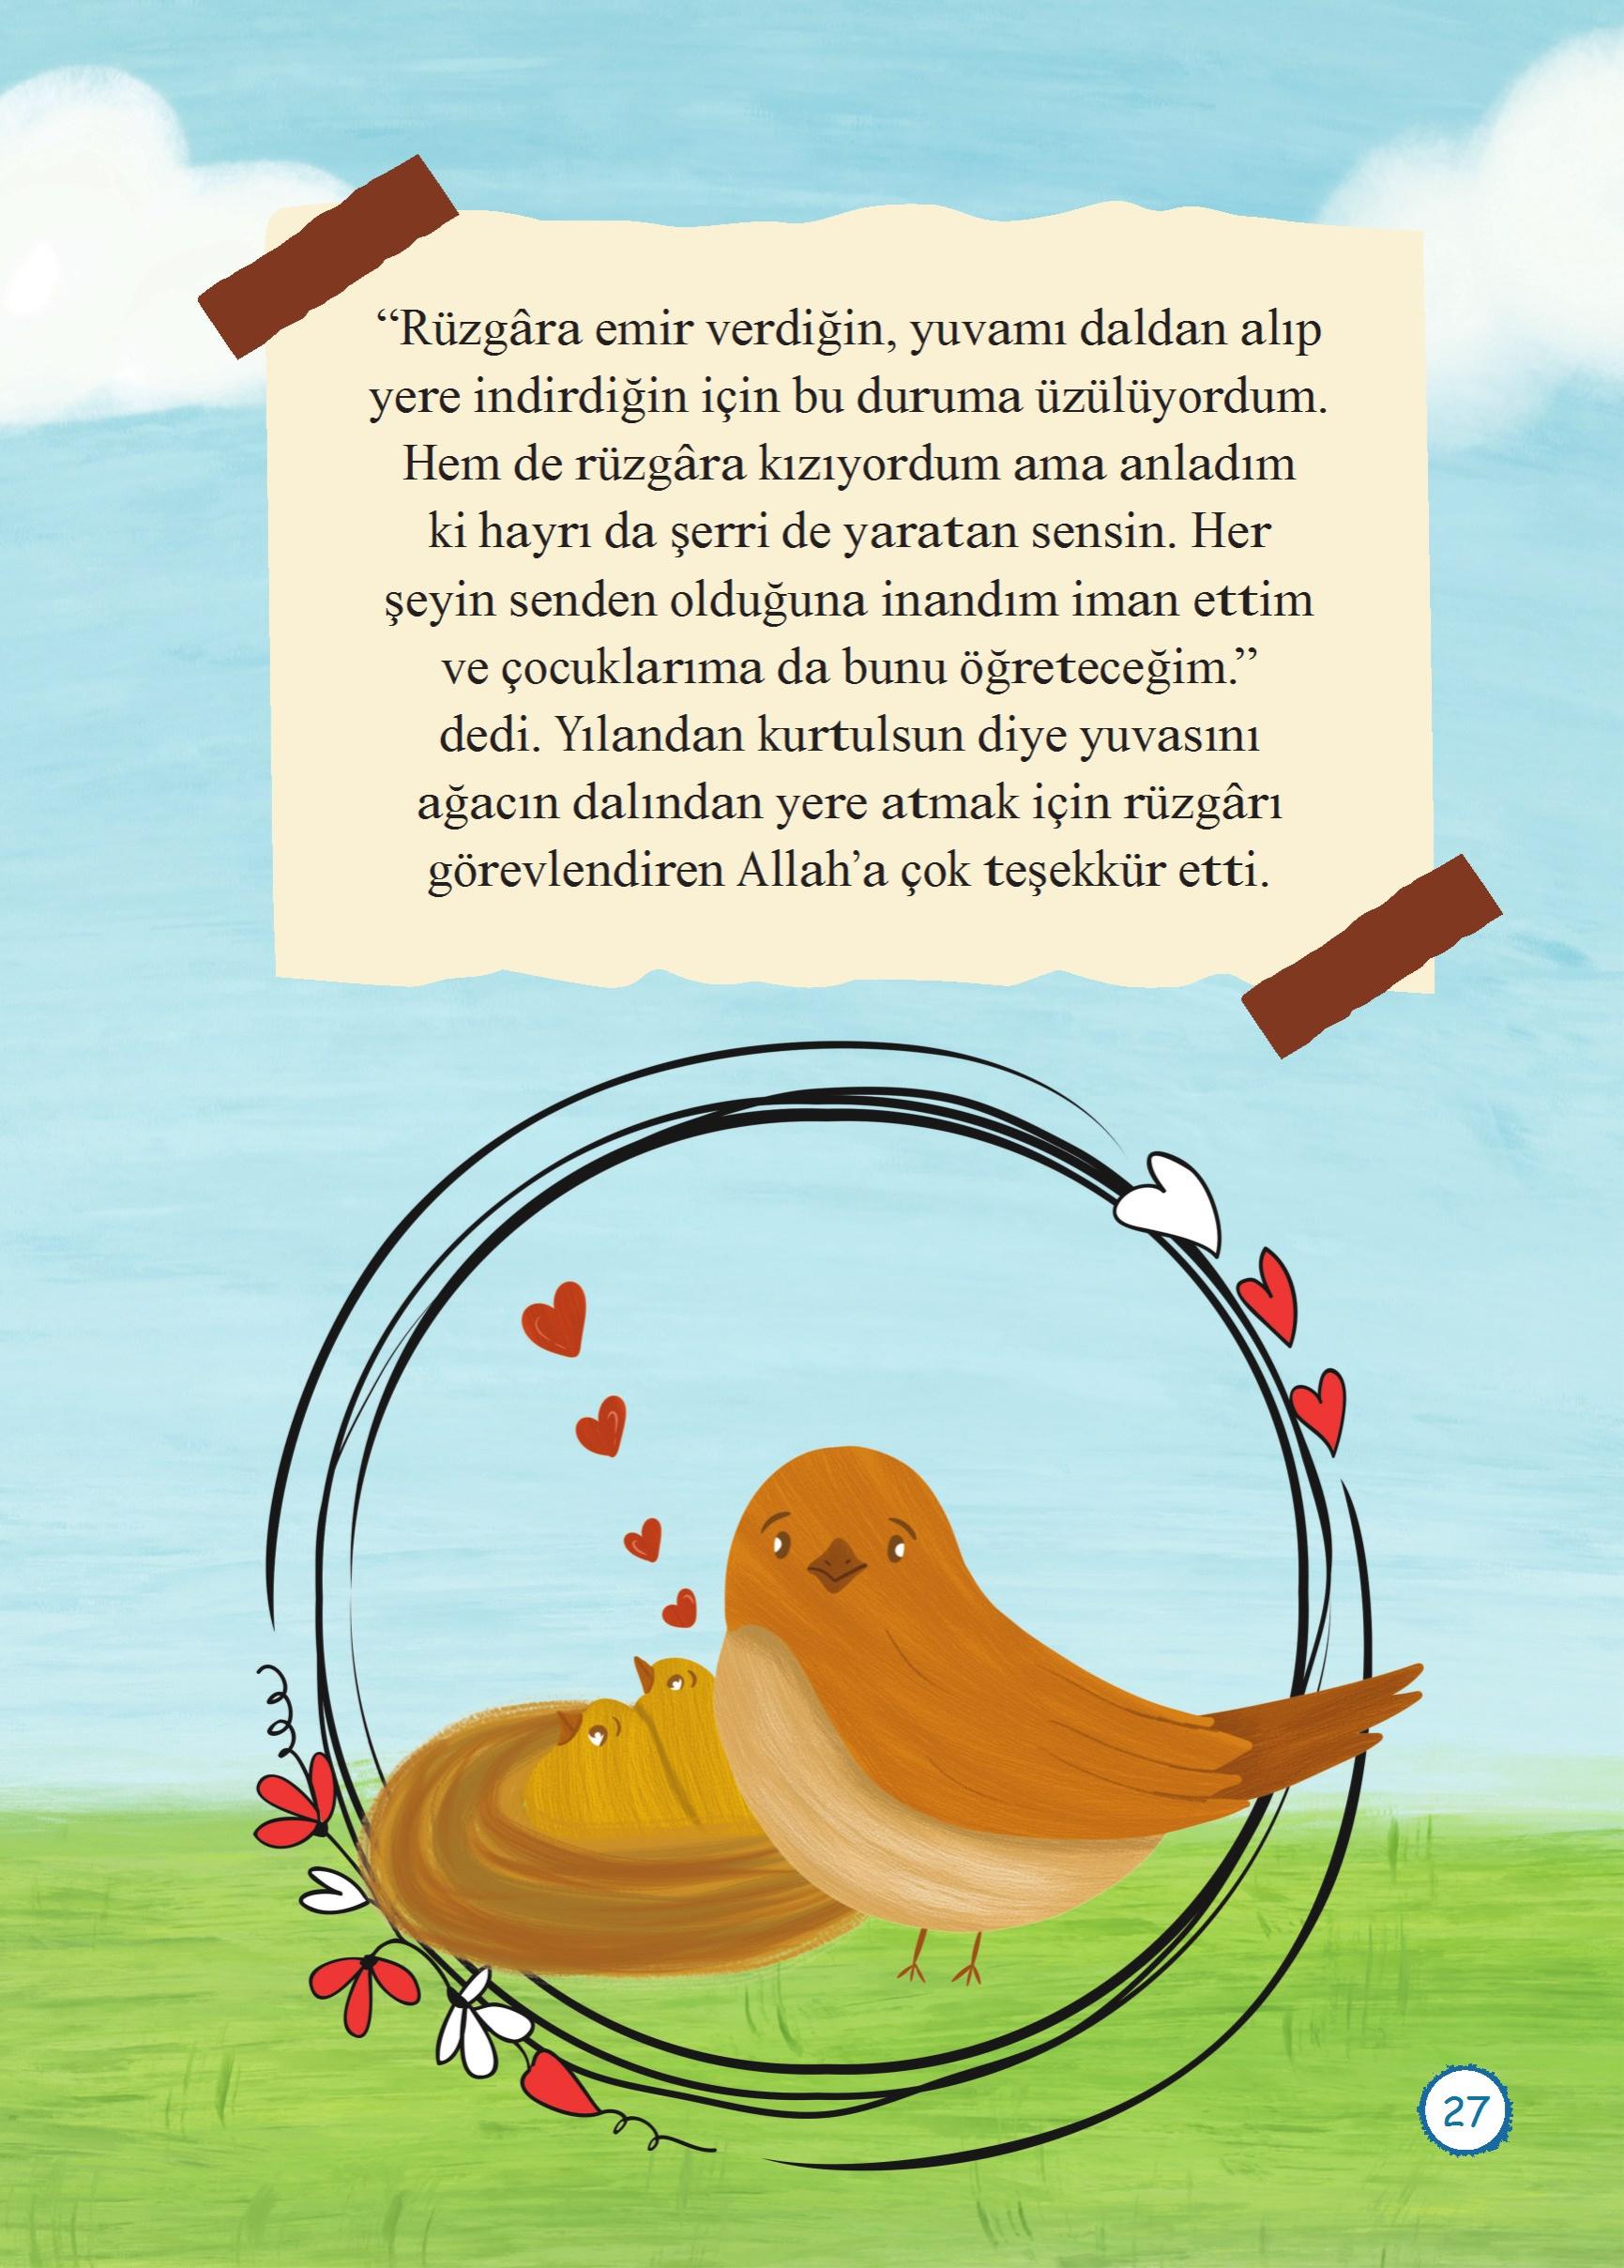 “Rüzgâra emir verdiğin, yuvamı daldan alıp
yere indirdiğin için bu duruma üzülüyordum.
Hem de rüzgâra kızıyordum ama anladım
ki hayrı da şerri de yaratan sensin. Her
şeyin senden olduğuna inandım iman ettim
ve çocuklarıma da bunu öğreteceğim.”
dedi. Yılandan kurtulsun diye yuvasını
ağacın dalından yere atmak için rüzgârı
görevlendiren Allah’a çok teşekkür etti.
27